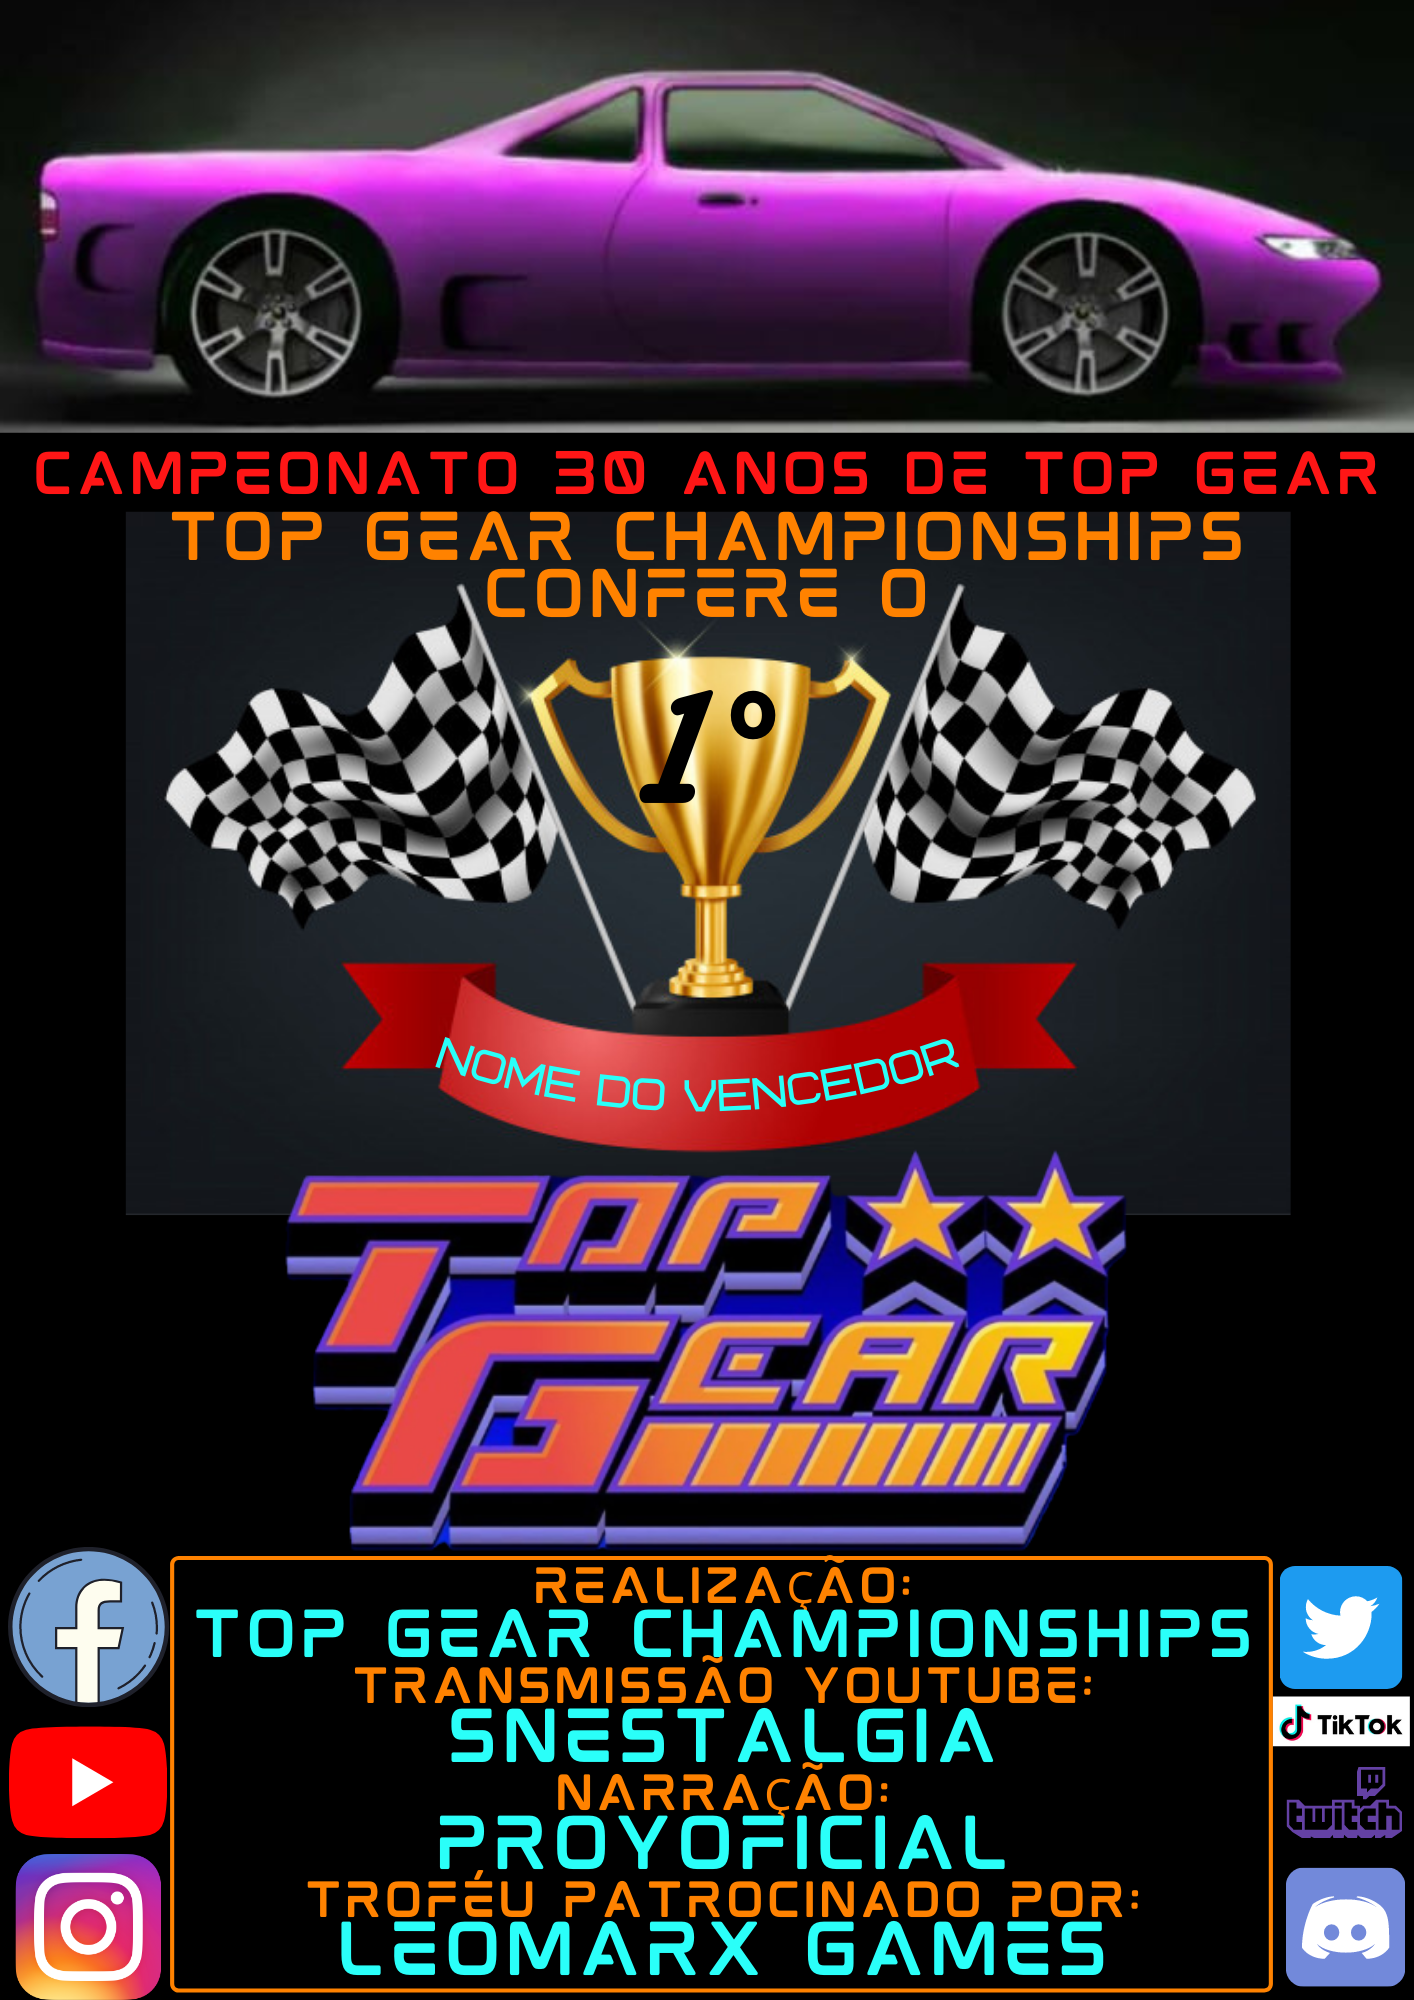 CAMPEONATO 30 ANOS DE TOP GEAR
TOP GEAR CHAMPIONSHIPS
CONFERE O
1º
NOME DO VENCEDOR
TOP
GEAR
REALIZAÇÃO:
TOP GEAR CHAMPIONSHIPS
TRANSMISSÃO YOUTUBE:
SNESTALGIA
NARRAÇÃO:
PROYOFICIAL
TROFÉU PATROCINADO POR:
LEOMARX GAMES
f
TikTok
twitch